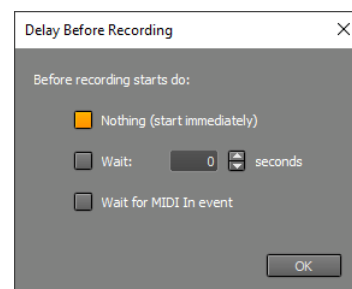 Delay Before Recording
Before recording starts do:
Nothing (start immediately)
Wait: 0 seconds
Wait for MIDI In event
OK